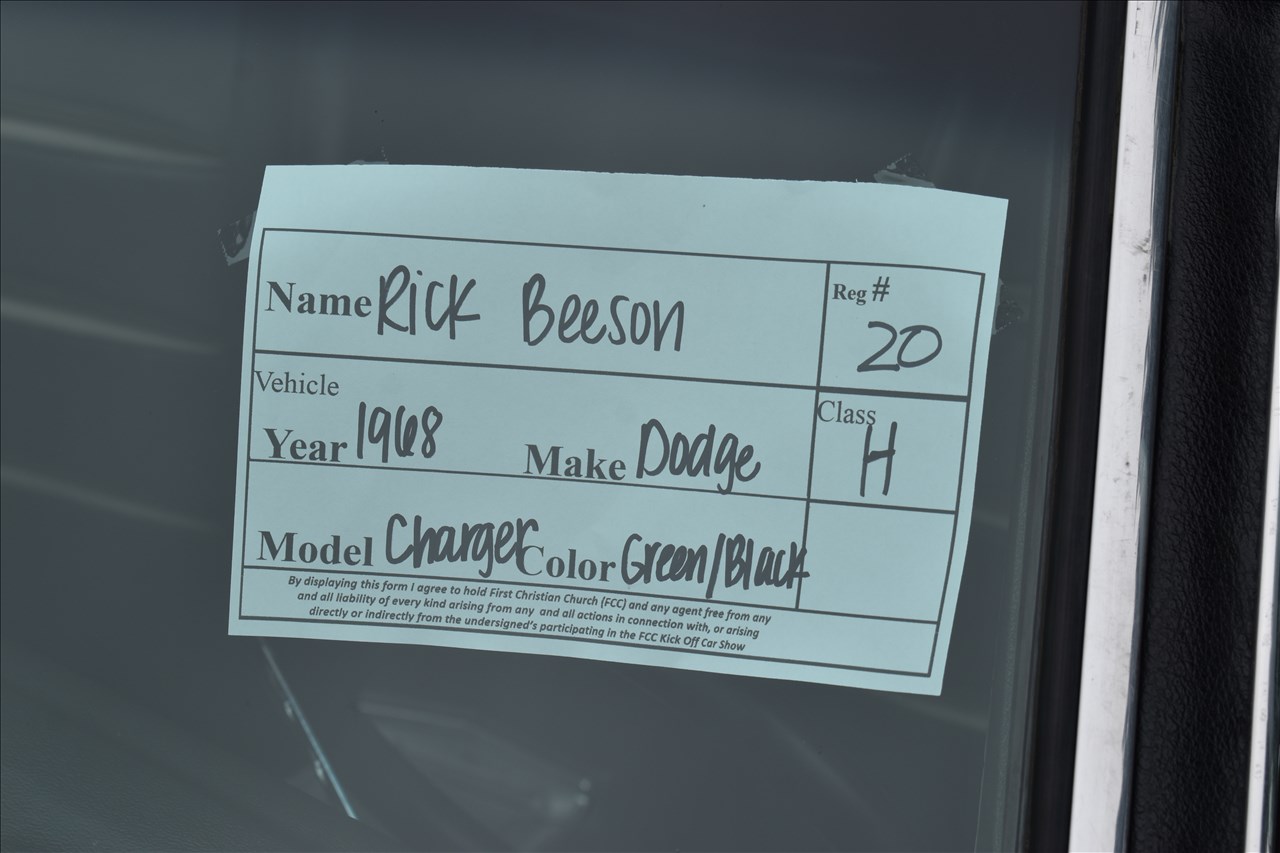 Name Rick Beeson Reg # 20
Vehicle Class H
Year 1968 Make Dodge
Model Charger Color Green/Black
By displaying this form I agree to hold First Christian Church (FCC) and any agent free from any
and all liability of every kind arising from any and all actions in connection with, or arising
directly or indirectly from the undersigned's participating in the FCC Kick Off Car Show